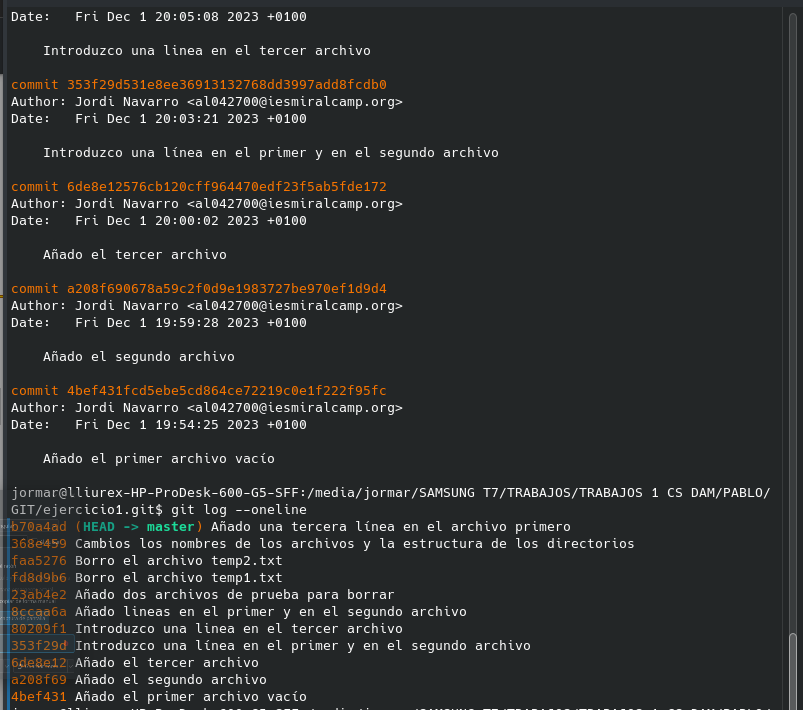 Date:   Fri Dec 1 20:05:08 2023 +0100
Introduzco una linea en el tercer archivo
commit 353f29d531e8ee36913132768dd3997add8fcdb0
Author: Jordi Navarro <al042700@iesmiralcamp.org>
Date:   Fri Dec 1 20:03:21 2023 +0100
Introduzco una línea en el primer y en el segundo archivo
commit 6de8e12576cb120cff964470edf23f5ab5fde172
Author: Jordi Navarro <al042700@iesmiralcamp.org>
Date:   Fri Dec 1 20:00:02 2023 +0100
Añado el tercer archivo
commit a208f690678a59c2f0d9e1983727be970ef1d9d4
Author: Jordi Navarro <al042700@iesmiralcamp.org>
Date:   Fri Dec 1 19:59:28 2023 +0100
Añado el segundo archivo
commit 4bef431fcd5ebe5cd864ce72219c0e1f222f95fc
Author: Jordi Navarro <al042700@iesmiralcamp.org>
Date:   Fri Dec 1 19:54:25 2023 +0100
Añado el primer archivo vacío
jormar@lliurex-HP-ProDesk-600-G5-SFF:/media/jormar/SAMSUNG T7/TRABAJOS/TRABAJOS 1 CS DAM/PABLO/
GIT/ejercicio1.git$ git log --oneline
b70a4ad (HEAD -> master) Añado una tercera línea en el archivo primero
368e459 Cambios los nombres de los archivos y la estructura de los directorios
faa5276 Borro el archivo temp2.txt
fd8d9b6 Borro el archivo temp1.txt
23ab4e2 Añado dos archivos de prueba para borrar
8ccaa6a Añado lineas en el primer y en el segundo archivo
80209f1 Introduzco una linea en el tercer archivo
353f29d Introduzco una línea en el primer y en el segundo archivo
6de8e12 Añado el tercer archivo
a208f69 Añado el segundo archivo
4bef431 Añado el primer archivo vacío